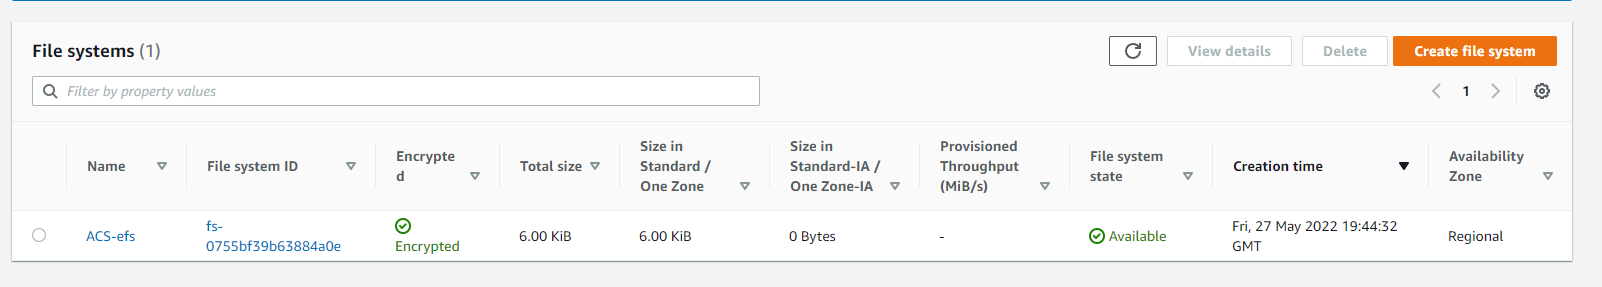 File systems (1)
View details
Delete
Create file system
Filter by property values
1
Name
File system ID
Encrypte
d
Total size
Size in
Standard /
One Zone
Size in
Standard-IA /
One Zone-IA
Provisioned
Throughput
(MiB/s)
File system
state
Creation time
Availability
Zone
ACS-efs
fs-
0755bf39b63884a0e
Encrypted
6.00 KiB
6.00 KiB
0 Bytes
-
Available
Fri, 27 May 2022 19:44:32
GMT
Regional